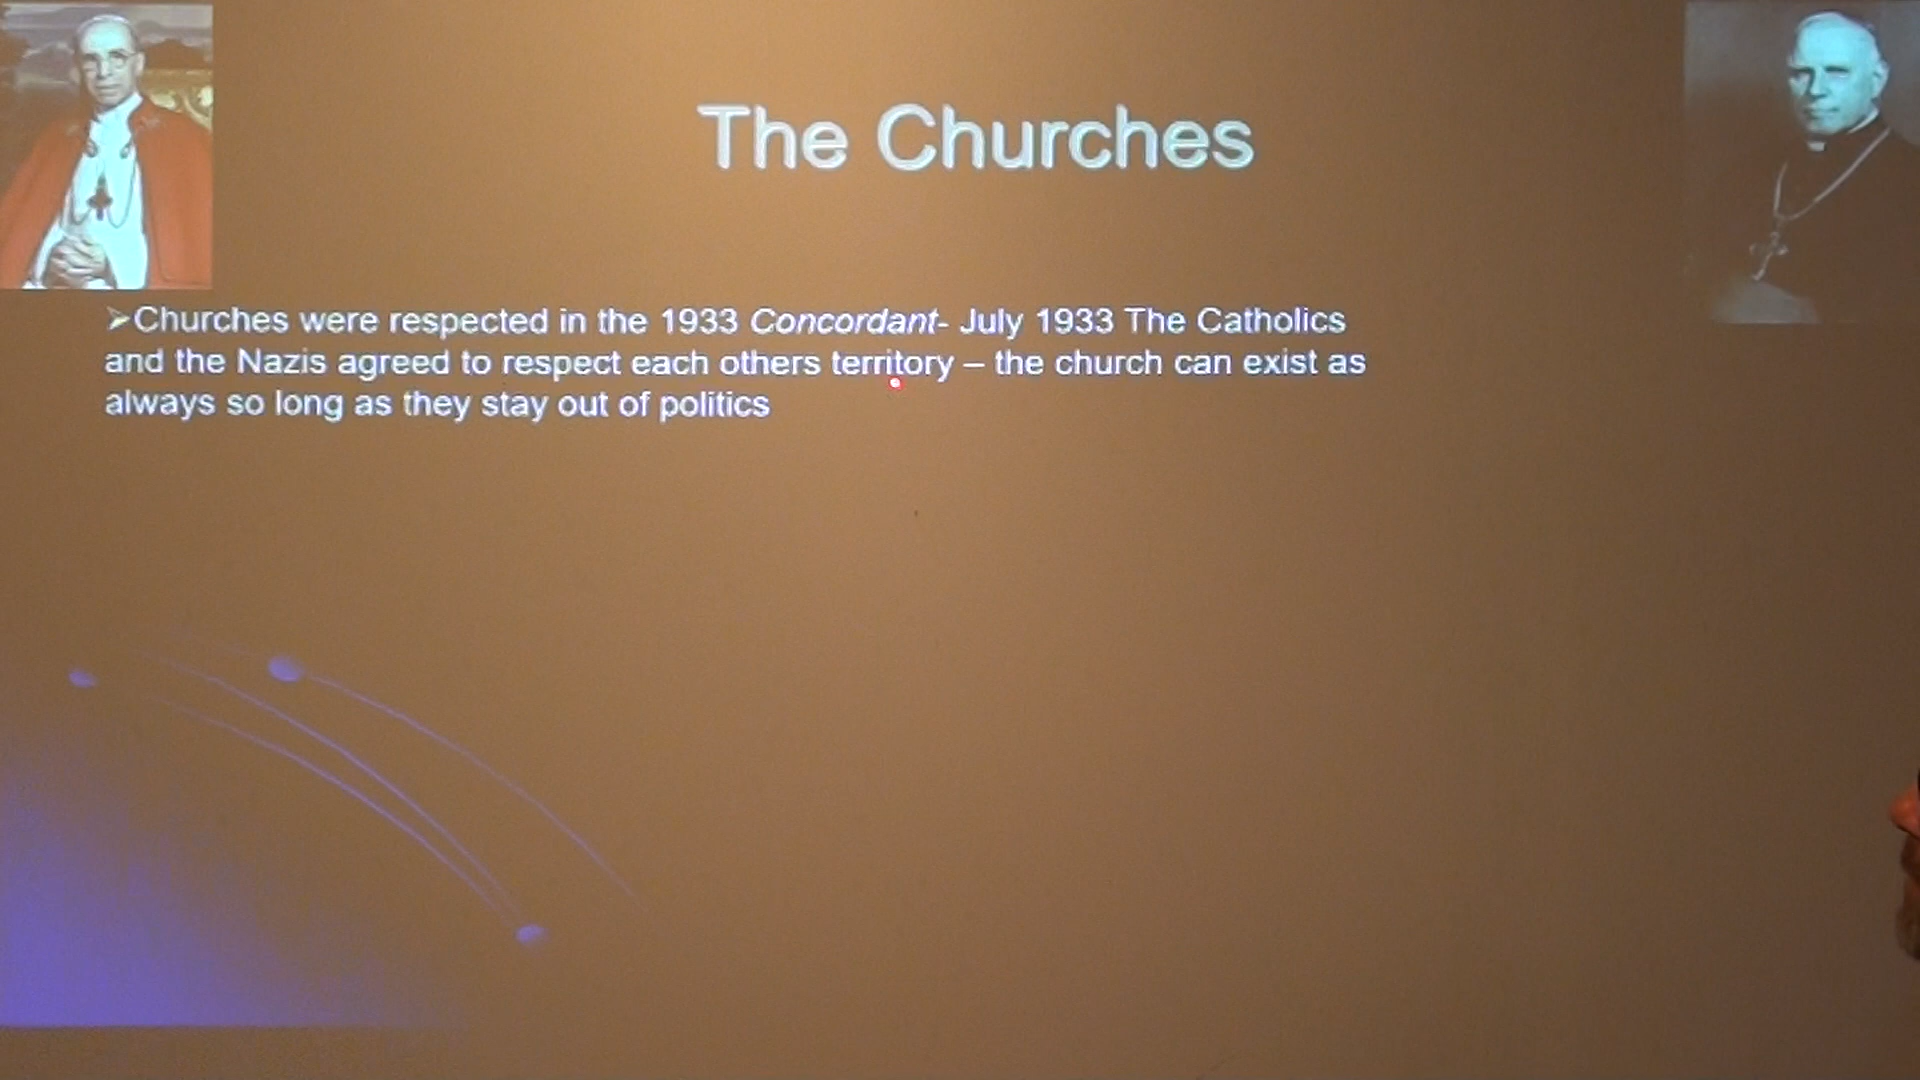 The Churches
➢Churches were respected in the 1933 Concordant- July 1933 The Catholics
and the Nazis agreed to respect each others territory – the church can exist as
always so long as they stay out of politics